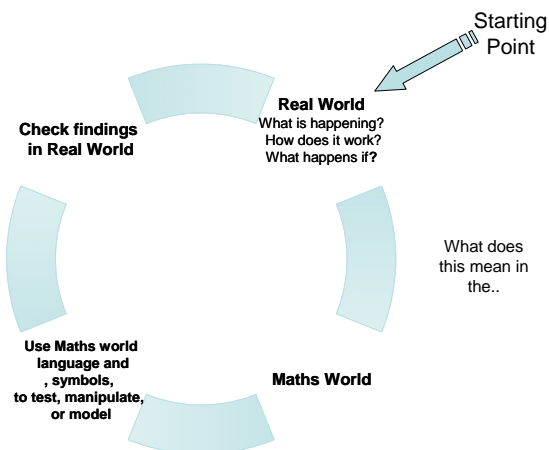 Starting
Point
Real World
What is happening?
How does it work?
What happens if?
What does
this mean in
the..
Maths World
Use Maths world
language and
, symbols,
to test, manipulate,
or model
Check findings
in Real World